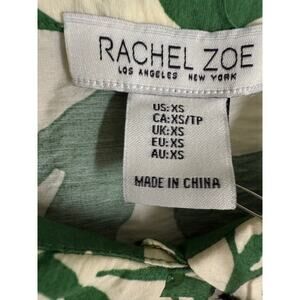 RACHEL ZOE
LOS ANGELES NEW YORK
US: XS
CA: XS/TP
UK: XS
EU: XS
AU: XS
MADE IN CHINA